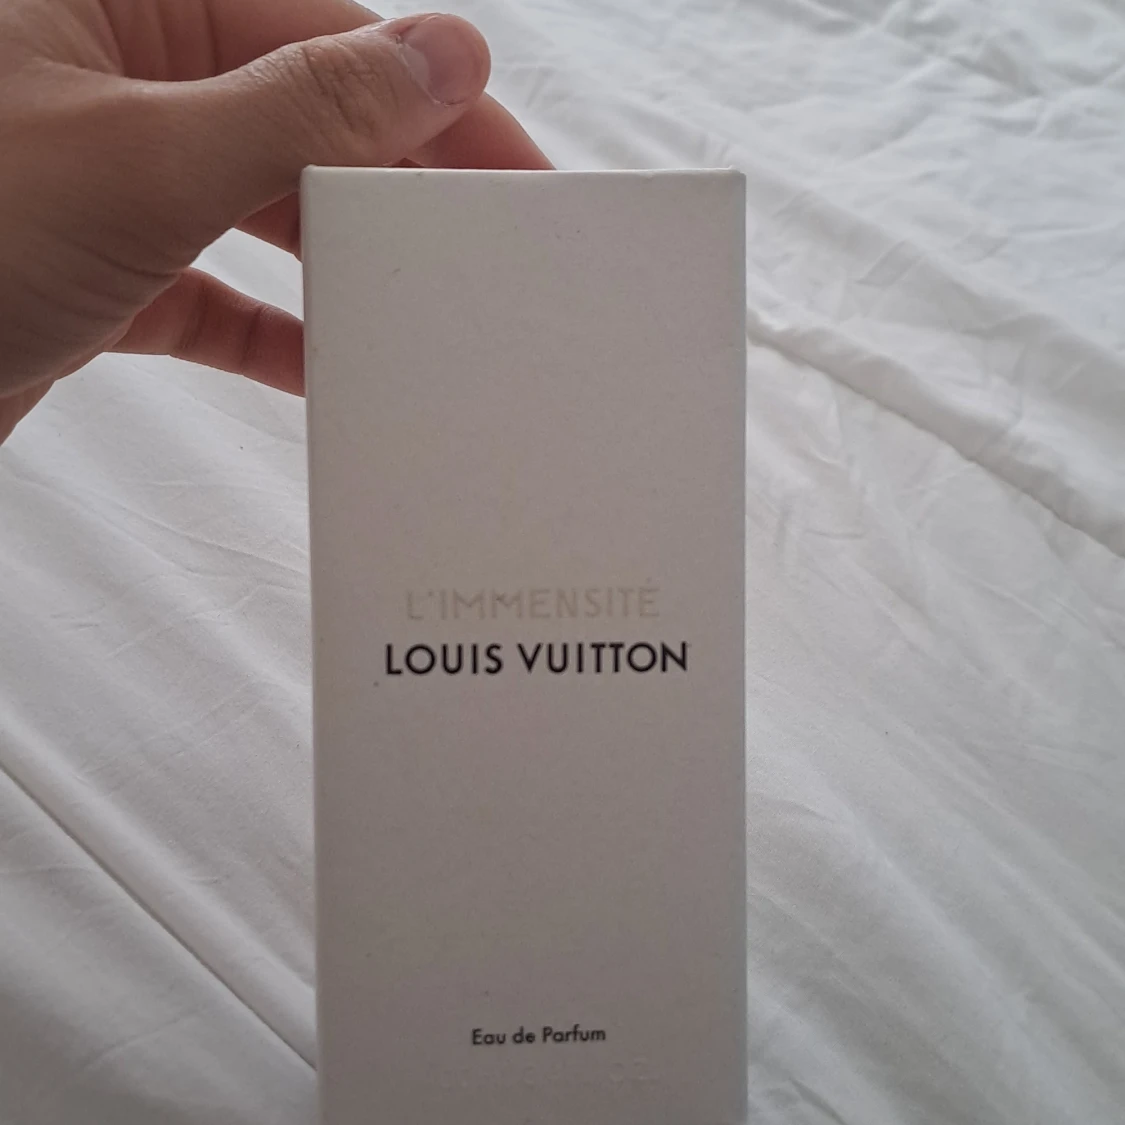 L'IMMENSITÉ
LOUIS VUITTON
Eau de Parfum